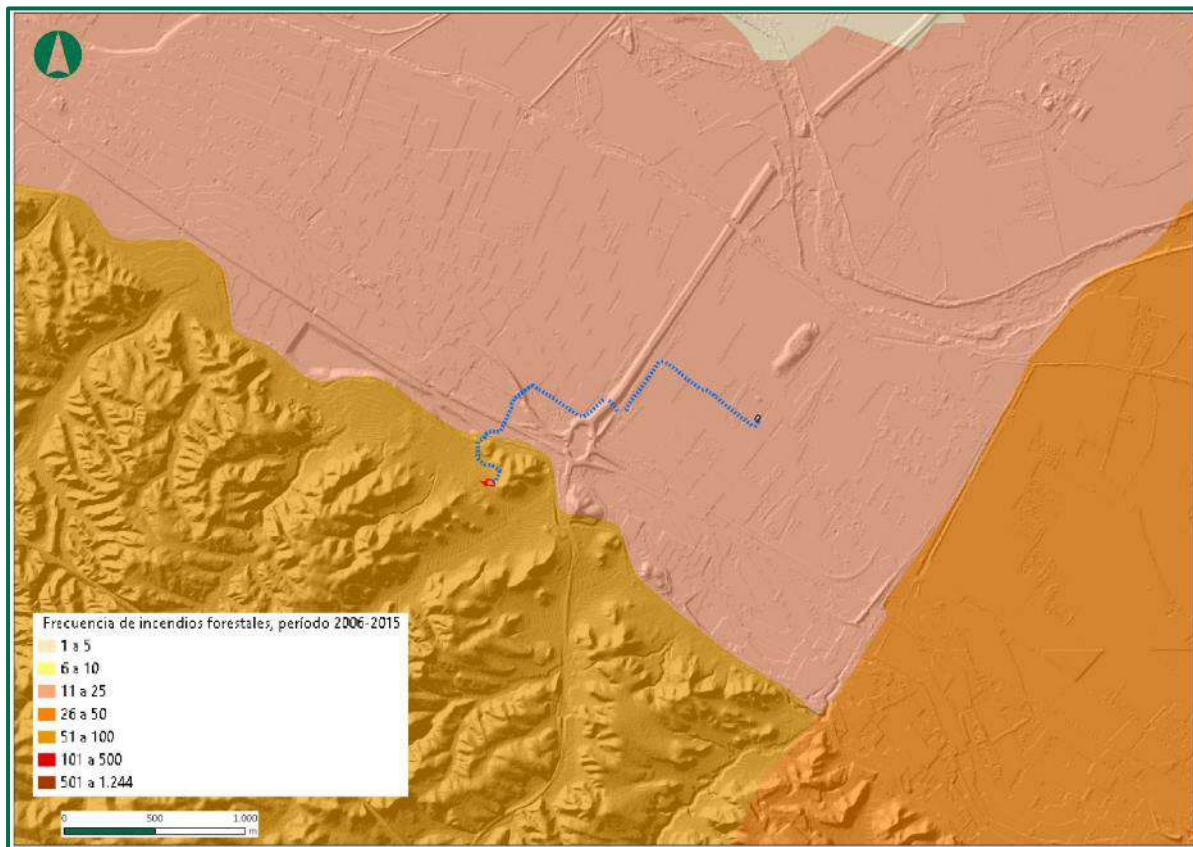 Frecuencia de incendios forestales, período 2006-2015
1 a 5
6 a 10
11 a 25
26 a 50
51 a 100
101 a 500
501 a 1.244
0 500 1.000
m